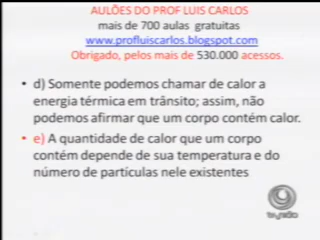 AULÕES DO PROF LUIS CARLOS
mais de 700 aulas gratuitas
www.profluiscarlos.blogspot.com
Obrigado, pelos mais de 530.000 acessos.
• d) Somente podemos chamar de calor a
energia térmica em trânsito; assim, não
podemos afirmar que um corpo contém calor.
• e) A quantidade de calor que um corpo
contém depende de sua temperatura e do
número de partículas nele existentes